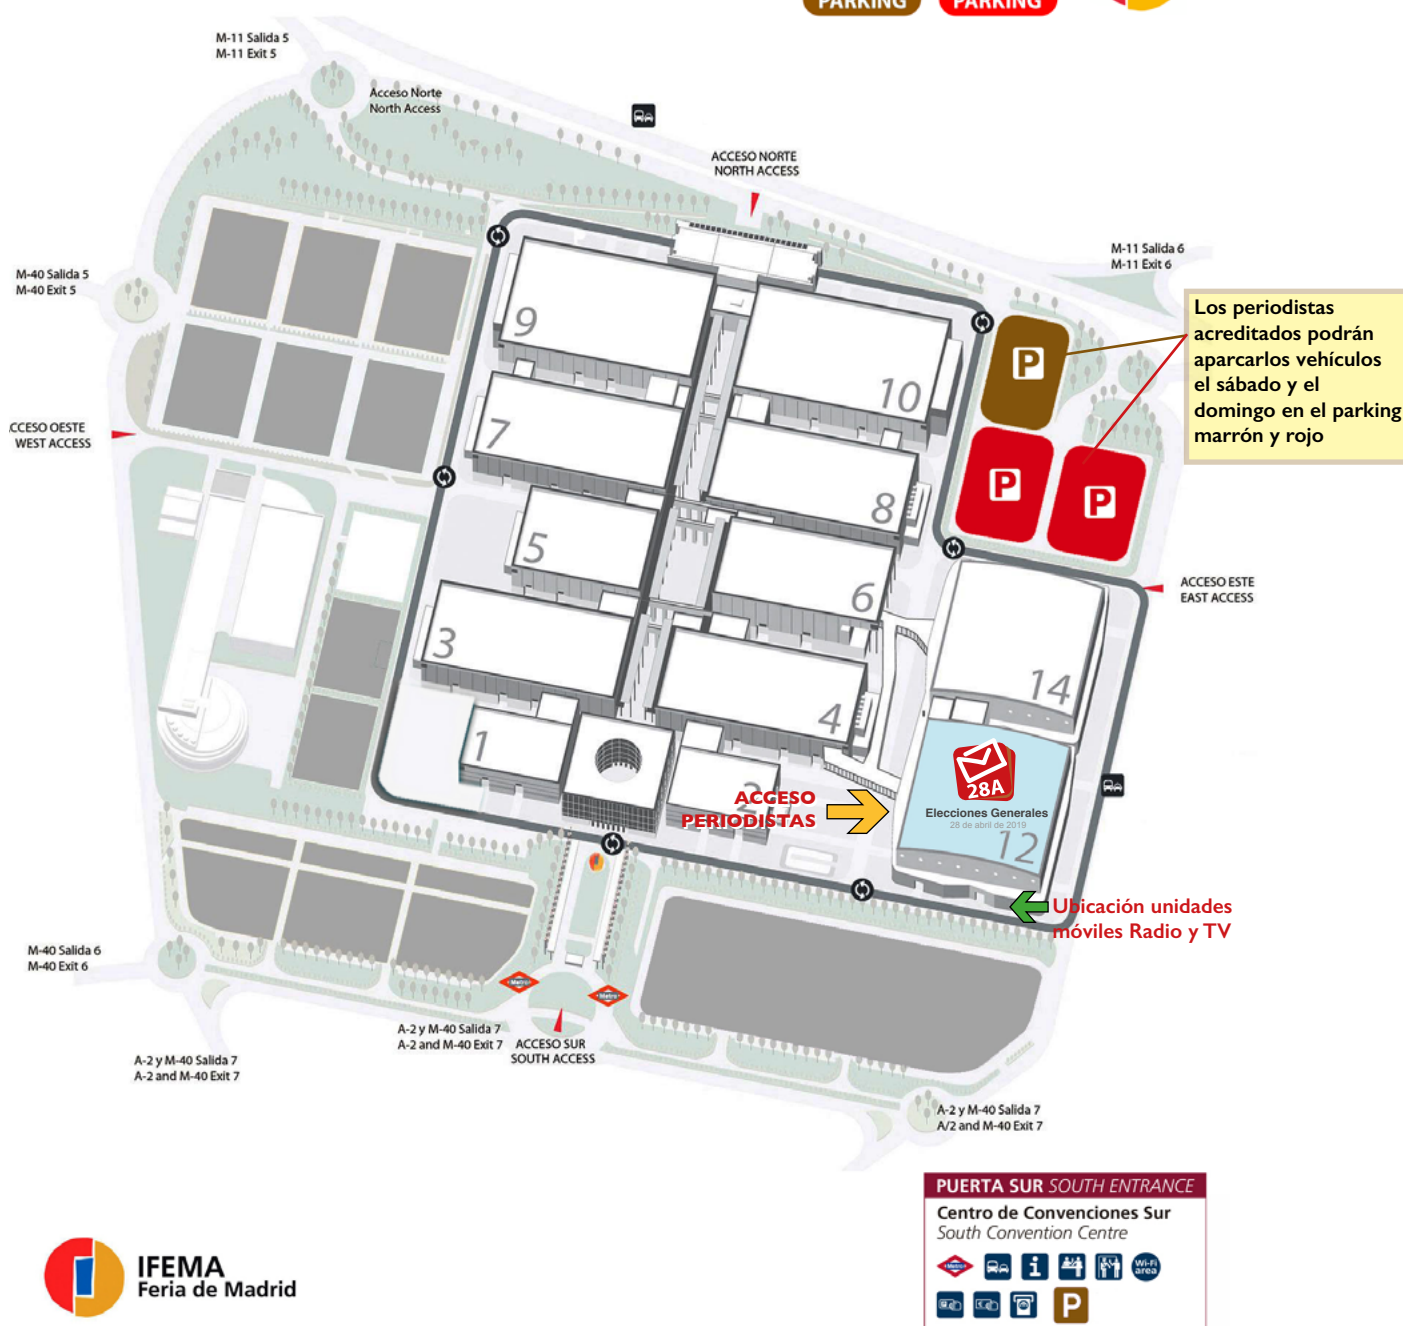 PARKING
PARKING
M-11 Salida 5
M-11 Exit 5
Acceso Norte
North Access
ACCESO NORTE
NORTH ACCESS
M-11 Salida 6
M-11 Exit 6
M-40 Salida 5
M-40 Exit 5
Los periodistas
acreditados podrán
aparcarlos vehículos
el sábado y el
domingo en el parking
marrón y rojo
9
10
P
7
CCESO OESTE
WEST ACCESS
8
P
P
5
6
ACCESO ESTE
EAST ACCESS
3
14
4
1
2
28A
Elecciones Generales
28 de abril de 2019
12
ACCESO
PERIODISTAS
Ubicación unidades
móviles Radio y TV
M-40 Salida 6
M-40 Exit 6
Metro
Metro
A-2 y M-40 Salida 7
A-2 and M-40 Exit 7
ACCESO SUR
SOUTH ACCESS
A-2 y M-40 Salida 7
A-2 and M-40 Exit 7
A-2 y M-40 Salida 7
A/2 and M-40 Exit 7
PUERTA SUR SOUTH ENTRANCE
Centro de Convenciones Sur
South Convention Centre
Metro
i
Wi-Fi
area
P
IFEMA
Feria de Madrid